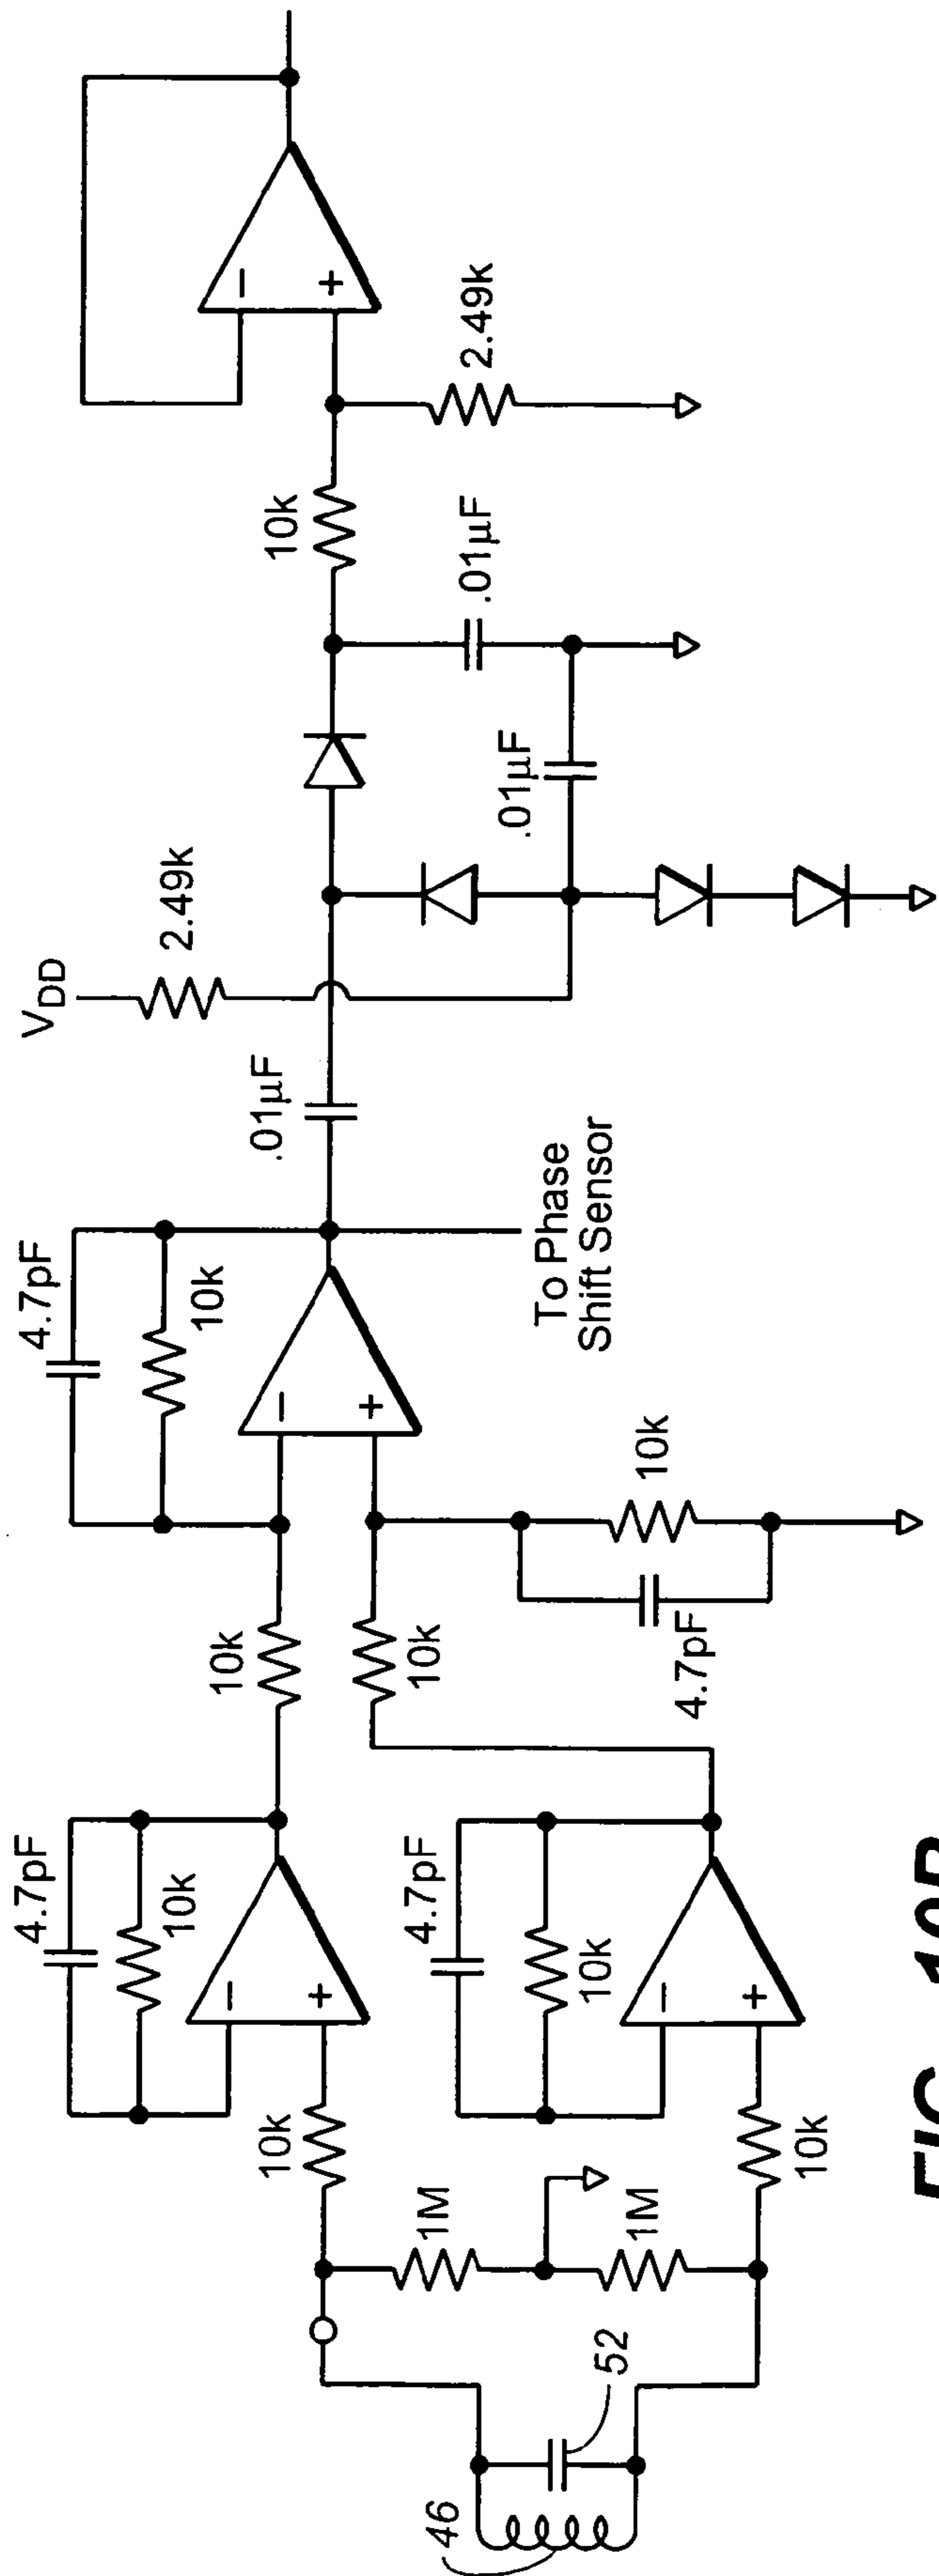 46
52
1M
1M
10k
10k
4.7pF
10k
−
+
4.7pF
10k
−
+
10k
10k
4.7pF
10k
4.7pF
10k
−
+
To Phase
Shift Sensor
.01µF
VDD
2.49k
.01µF
.01µF
10k
2.49k
−
+